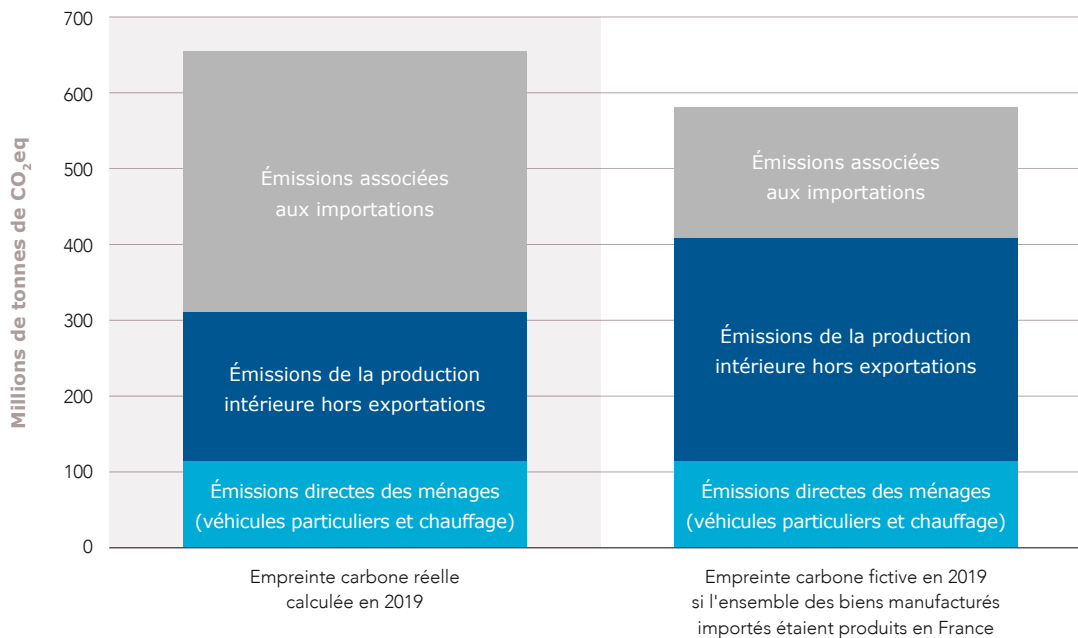 Millions de tonnes de CO₂eq
700
600
500
400
300
200
100
0
Émissions associées
aux importations
Émissions de la production
intérieure hors exportations
Émissions directes des ménages
(véhicules particuliers et chauffage)
Émissions associées
aux importations
Émissions de la production
intérieure hors exportations
Émissions directes des ménages
(véhicules particuliers et chauffage)
Empreinte carbone réelle
calculée en 2019
Empreinte carbone fictive en 2019
si l'ensemble des biens manufacturés
importés étaient produits en France